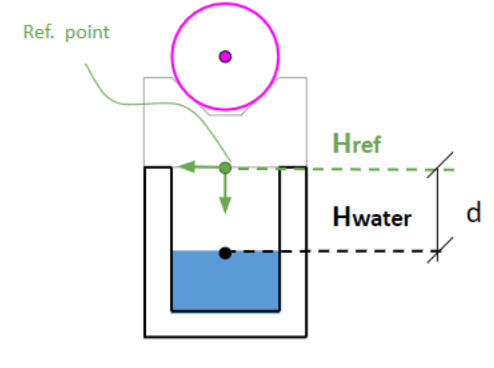 Ref. point
Href
Hwater
d